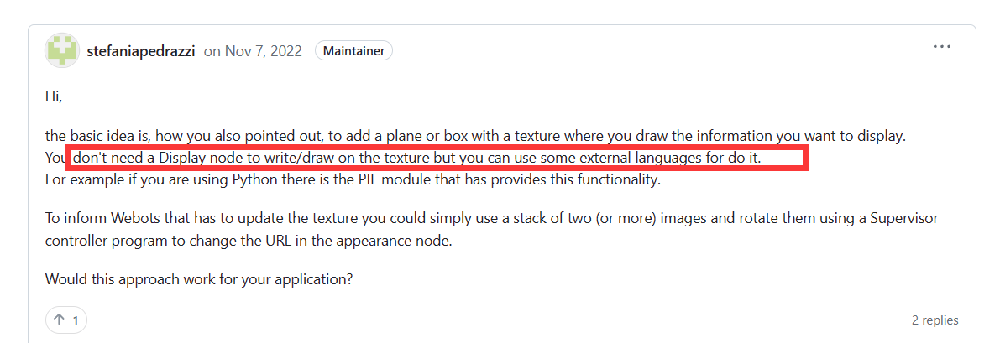 stefaniapedrazzi on Nov 7, 2022 Maintainer
Hi,
the basic idea is, how you also pointed out, to add a plane or box with a texture where you draw the information you want to display.
You don't need a Display node to write/draw on the texture but you can use some external languages for do it.
For example if you are using Python there is the PIL module that has provides this functionality.
To inform Webots that has to update the texture you could simply use a stack of two (or more) images and rotate them using a Supervisor
controller program to change the URL in the appearance node.
Would this approach work for your application?
1
2 replies